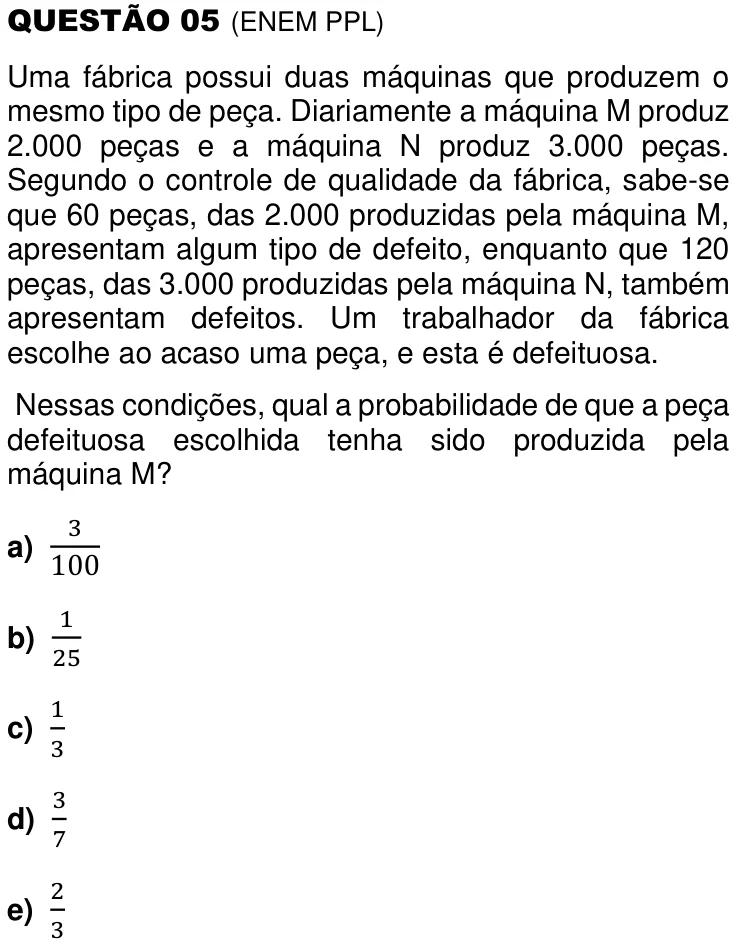 QUESTÃO 05 (ENEM PPL)
Uma fábrica possui duas máquinas que produzem o
mesmo tipo de peça. Diariamente a máquina M produz
2.000 peças e a máquina N produz 3.000 peças.
Segundo o controle de qualidade da fábrica, sabe-se
que 60 peças, das 2.000 produzidas pela máquina M,
apresentam algum tipo de defeito, enquanto que 120
peças, das 3.000 produzidas pela máquina N, também
apresentam defeitos. Um trabalhador da fábrica
escolhe ao acaso uma peça, e esta é defeituosa.
Nessas condições, qual a probabilidade de que a peça
defeituosa escolhida tenha sido produzida pela
máquina M?
a) 3/100
b) 1/25
c) 1/3
d) 3/7
e) 2/3